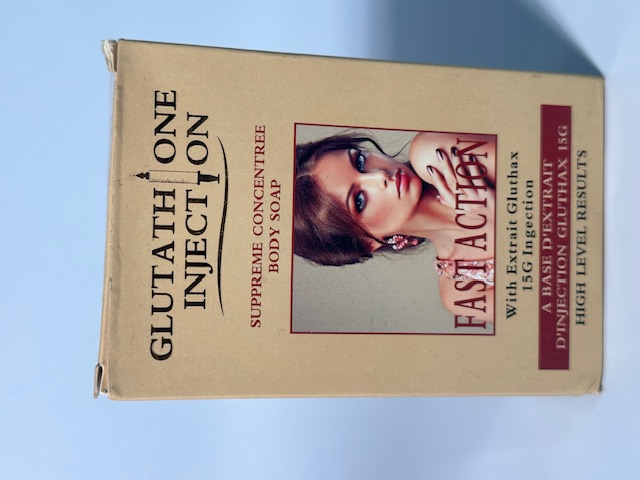 GLUTATHIONE
INJECTION
SUPPREME CONCENTREE
BODY SOAP
FAST ACTION
With Extrait Gluthax
15G Ingection
A BASE D'EXTRAIT
D'INJECTION GLUTHAX 15G
HIGH LEVEL RESULTS